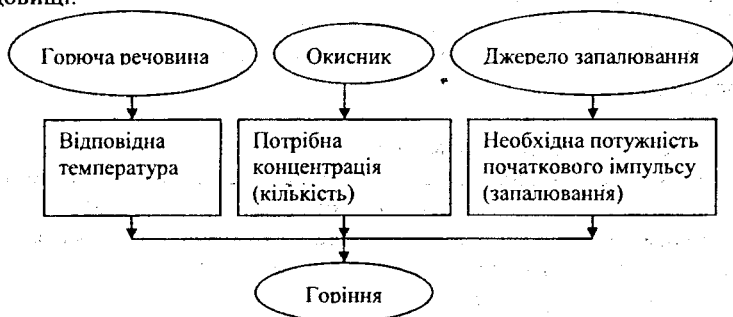 Горюча речовина
Окисник
Джерело запалювання
Відповідна
температура
Потрібна
концентрація
(кількість)
Необхідна потужність
початкового імпульсу
(запалювання)
Горіння